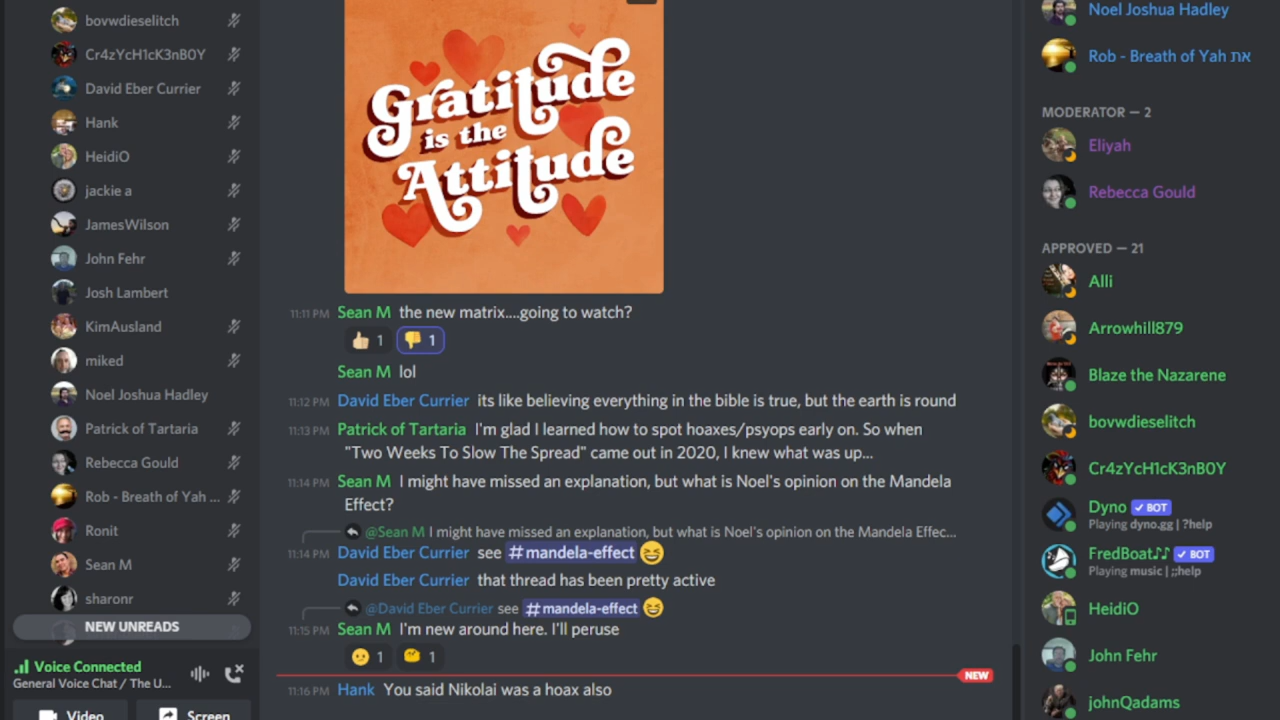 bovwdieselitch
Cr4zYcH1cK3nB0Y
David Eber Currier
Hank
HeidiO
jackie a
JamesWilson
John Fehr
Josh Lambert
KimAusland
miked
Noel Joshua Hadley
Patrick of Tartaria
Rebecca Gould
Rob - Breath of Yah ...
Ronit
Sean M
sharonr
NEW UNREADS
Voice Connected
General Voice Chat / The U...
Video
Screen
Gratitude
is the
Attitude
11:11 PM Sean M the new matrix....going to watch?
👍 1 👎 1
Sean M lol
11:12 PM David Eber Currier its like believing everything in the bible is true, but the earth is round
11:13 PM Patrick of Tartaria I'm glad I learned how to spot hoaxes/psyops early on. So when
"Two Weeks To Slow The Spread" came out in 2020, I knew what was up...
11:14 PM Sean M I might have missed an explanation, but what is Noel's opinion on the Mandela
Effect?
@Sean M I might have missed an explanation, but what is Noel's opinion on the Mandela Effec...
11:14 PM David Eber Currier see #mandela-effect 😆
David Eber Currier that thread has been pretty active
@David Eber Currier see #mandela-effect 😆
11:15 PM Sean M I'm new around here. I'll peruse
1 1
NEW
11:16 PM Hank You said Nikolai was a hoax also
Noel Joshua Hadley
Rob - Breath of Yah את
MODERATOR — 2
Eliyah
Rebecca Gould
APPROVED — 21
Alli
Arrowhill879
Blaze the Nazarene
bovwdieselitch
Cr4zYcH1cK3nB0Y
Dyno ✓ BOT
Playing dyno.gg | ?help
FredBoat♪♪ ✓ BOT
Playing music | ;;help
HeidiO
John Fehr
johnQadams